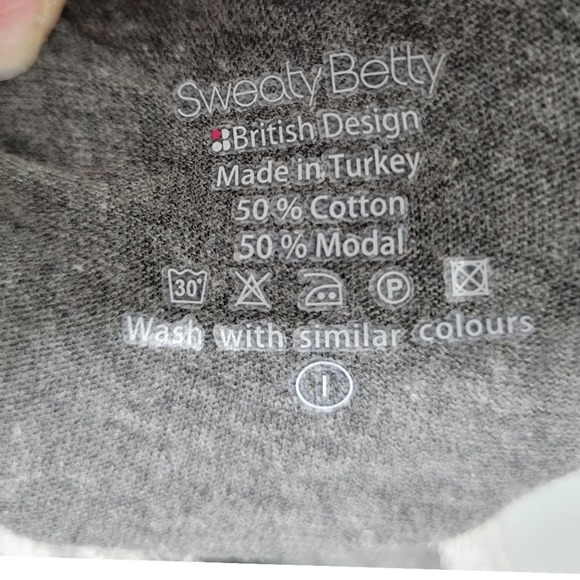 Sweaty Betty
British Design
Made in Turkey
50 % Cotton
50 % Modal
30° P
Wash with similar colours
I